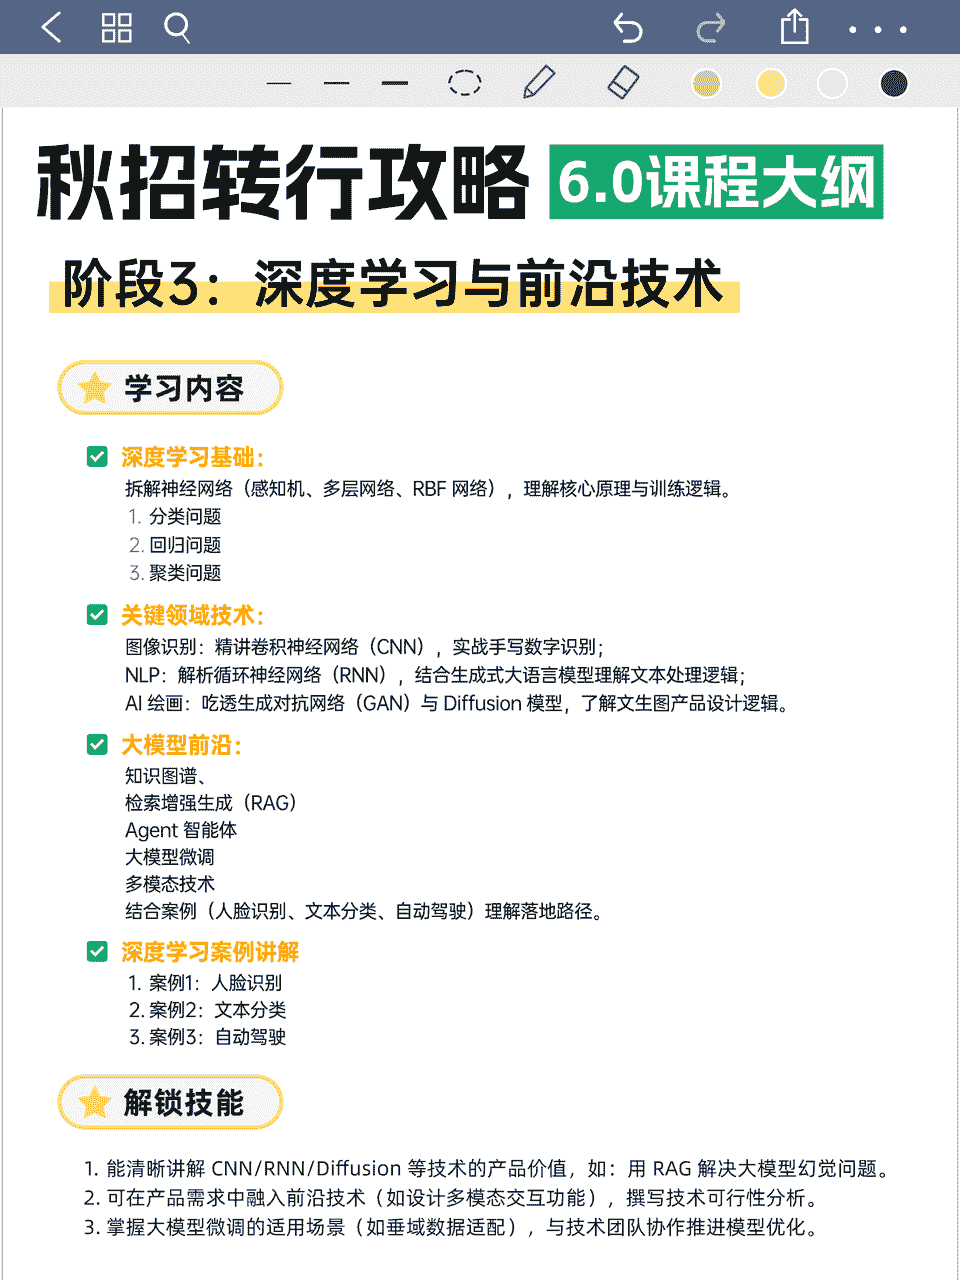 秋招转行攻略 6.0课程大纲
阶段3：深度学习与前沿技术
学习内容
深度学习基础：
拆解神经网络（感知机、多层网络、RBF 网络），理解核心原理与训练逻辑。
1. 分类问题
2. 回归问题
3. 聚类问题
关键领域技术：
图像识别：精讲卷积神经网络（CNN），实战手写数字识别；
NLP：解析循环神经网络（RNN），结合生成式大语言模型理解文本处理逻辑；
AI 绘画：吃透生成对抗网络（GAN）与 Diffusion 模型，了解文生图产品设计逻辑。
大模型前沿：
知识图谱、
检索增强生成（RAG）
Agent 智能体
大模型微调
多模态技术
结合案例（人脸识别、文本分类、自动驾驶）理解落地路径。
深度学习案例讲解
1. 案例1：人脸识别
2. 案例2：文本分类
3. 案例3：自动驾驶
解锁技能
1. 能清晰讲解 CNN/RNN/Diffusion 等技术的产品价值，如：用 RAG 解决大模型幻觉问题。
2. 可在产品需求中融入前沿技术（如设计多模态交互功能），撰写技术可行性分析。
3. 掌握大模型微调的适用场景（如垂域数据适配），与技术团队协作推进模型优化。